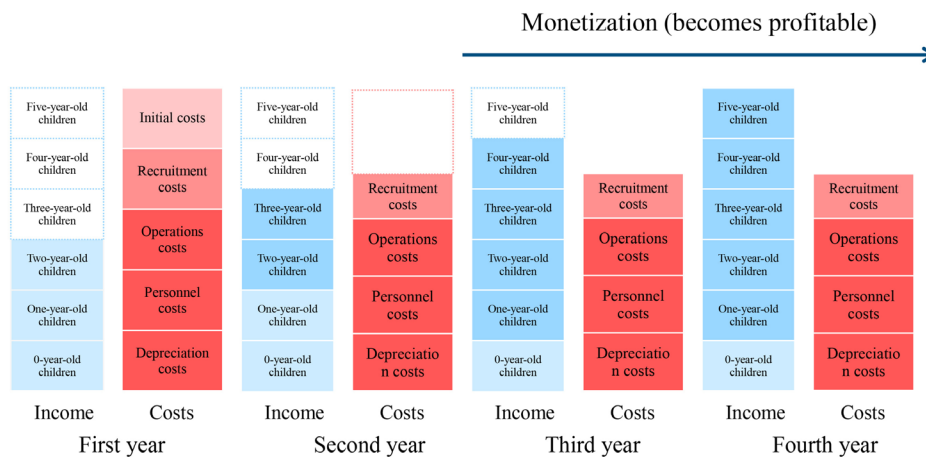 Monetization (becomes profitable)
Five-year-old
children
Four-year-old
children
Three-year-old
children
Two-year-old
children
One-year-old
children
0-year-old
children
Income
Initial costs
Recruitment
costs
Operations
costs
Personnel
costs
Depreciation
costs
Costs
First year
Five-year-old
children
Four-year-old
children
Three-year-old
children
Two-year-old
children
One-year-old
children
0-year-old
children
Income
Recruitment
costs
Operations
costs
Personnel
costs
Depreciatio
n costs
Costs
Second year
Five-year-old
children
Four-year-old
children
Three-year-old
children
Two-year-old
children
One-year-old
children
0-year-old
children
Income
Recruitment
costs
Operations
costs
Personnel
costs
Depreciatio
n costs
Costs
Third year
Five-year-old
children
Four-year-old
children
Three-year-old
children
Two-year-old
children
One-year-old
children
0-year-old
children
Income
Recruitment
costs
Operations
costs
Personnel
costs
Depreciatio
n costs
Costs
Fourth year